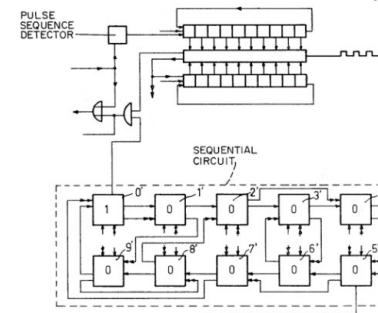 PULSE
SEQUENCE
DETECTOR
SEQUENTIAL
CIRCUIT
0' 1' 2' 3'
1 0 0 0 0
9' 8' 7' 6' 5
0 0 0 0 0